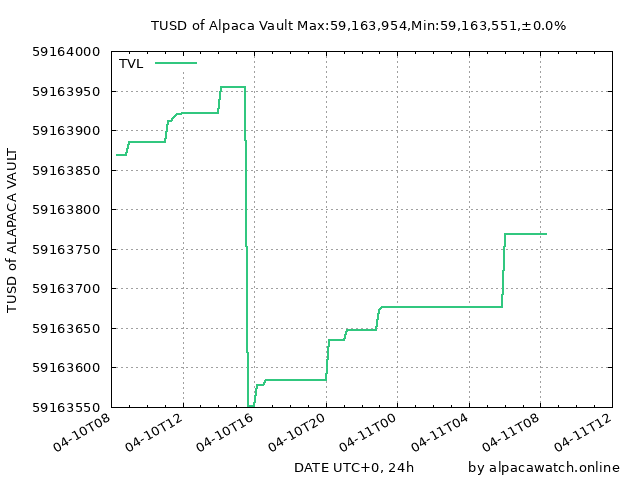 TUSD of Alpaca Vault Max:59,163,954,Min:59,163,551,±0.0%
TVL
59164000
59163950
59163900
59163850
59163800
59163750
59163700
59163650
59163600
59163550
TUSD of ALAPACA VAULT
04-10T08
04-10T12
04-10T16
04-10T20
04-11T00
04-11T04
04-11T08
04-11T12
DATE UTC+0, 24h
by alpacawatch.online